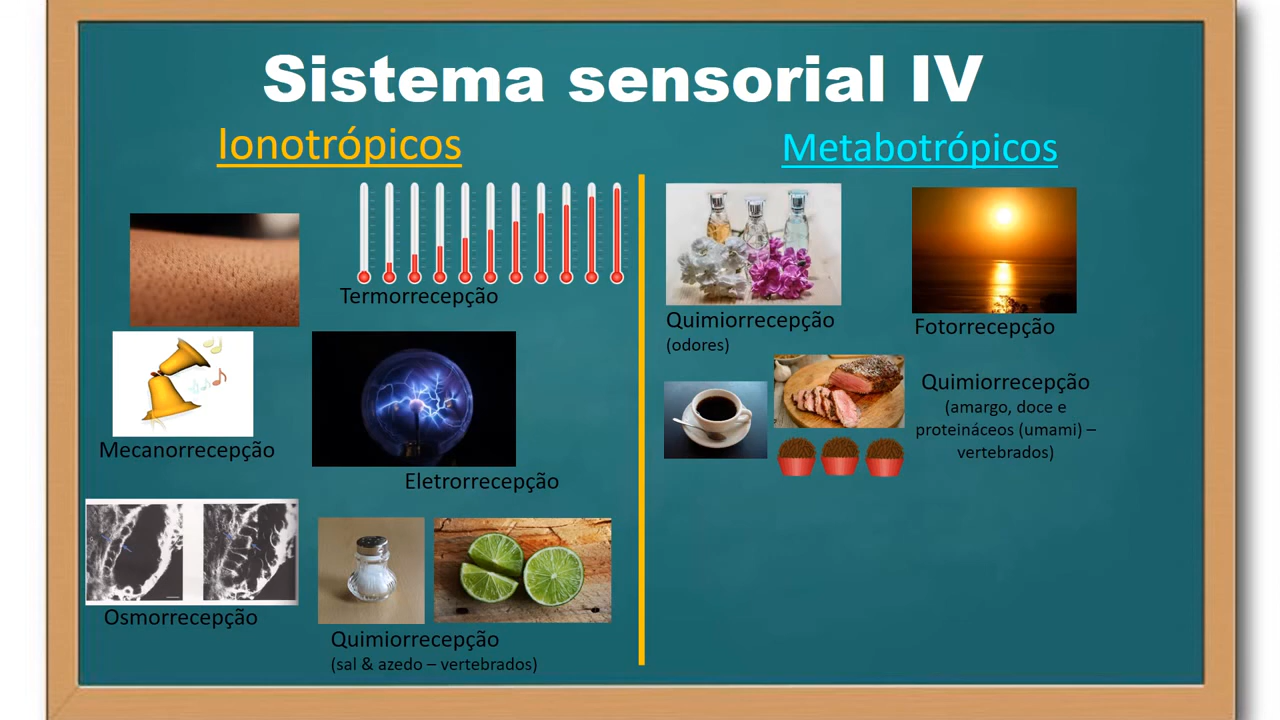 Sistema sensorial IV
Ionotrópicos
Termorrecepção
Mecanorrecepção
Eletrorrecepção
Osmorrecepção
Quimiorrecepção
(sal & azedo – vertebrados)
Metabotrópicos
Quimiorrecepção
(odores)
Fotorrecepção
Quimiorrecepção
(amargo, doce e
proteináceos (umami) –
vertebrados)